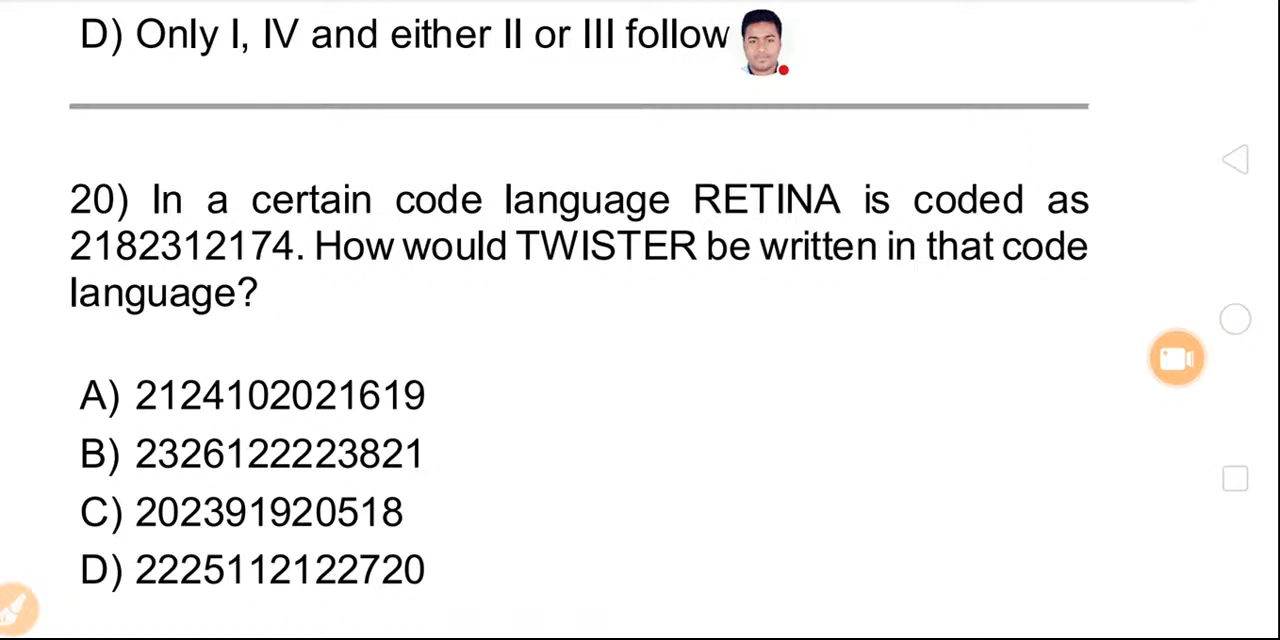 D) Only I, IV and either II or III follow
20) In a certain code language RETINA is coded as
2182312174. How would TWISTER be written in that code
language?
A) 2124102021619
B) 2326122223821
C) 202391920518
D) 2225112122720